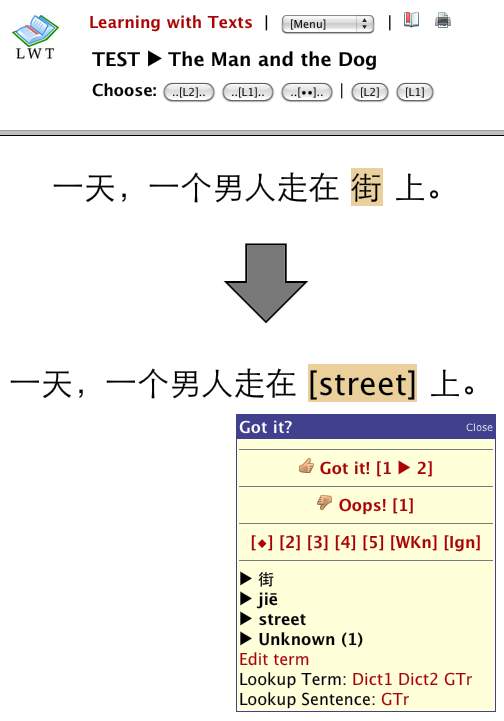 LWT
Learning with Texts | [Menu] |
TEST ▶ The Man and the Dog
Choose: ..[L2].. ..[L1].. ..[••].. | [L2] [L1]
一天，一个男人走在 街 上。
一天，一个男人走在 [street] 上。
Got it? Close
Got it! [1 ▶ 2]
Oops! [1]
[♦] [2] [3] [4] [5] [WKn] [Ign]
▶ 街
▶ jiē
▶ street
▶ Unknown (1)
Edit term
Lookup Term: Dict1 Dict2 GTr
Lookup Sentence: GTr